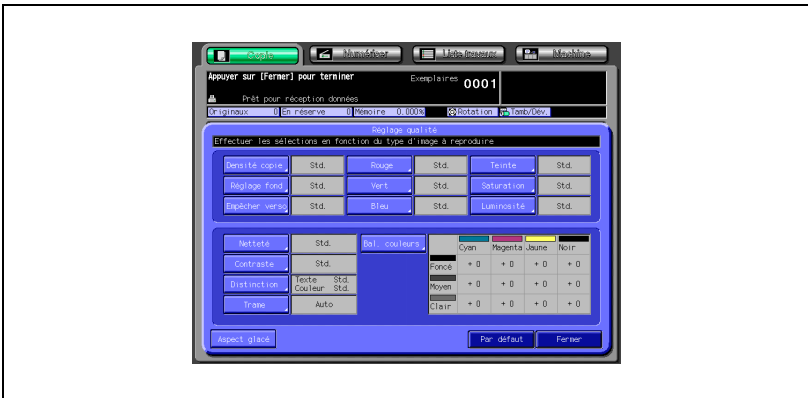 Copie Numériser Liste travaux Machine
Appuyer sur [Fermer] pour terminer Exemplaires 0001
Prêt pour réception données
Originaux 0 En réserve 0 Mémoire 0.000% Rotation Tamb/Dév.
Réglage qualité
Effectuer les sélections en fonction du type d'image à reproduire
Densité copie Std. Rouge Std. Teinte Std.
Réglage fond Std. Vert Std. Saturation Std.
Empêcher verso Std. Bleu Std. Luminosité Std.
Netteté Std. Bal. couleurs Cyan Magenta Jaune Noir
Contraste Std. Foncé + 0 + 0 + 0 + 0
Distinction Texte Std. Couleur Std. Moyen + 0 + 0 + 0 + 0
Trame Auto Clair + 0 + 0 + 0 + 0
Aspect glacé Par défaut Fermer